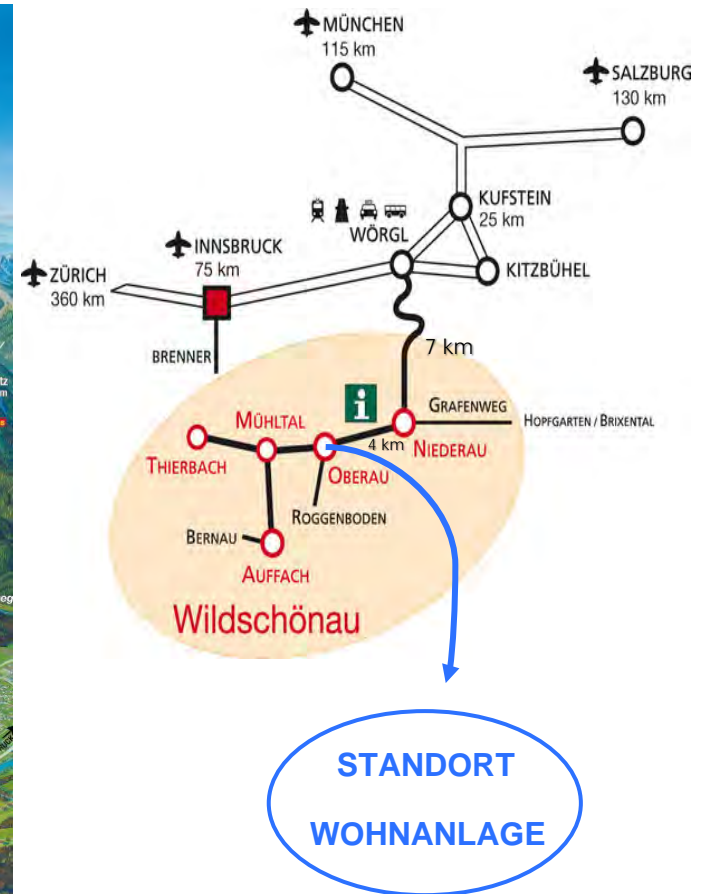 MÜNCHEN
115 km
SALZBURG
130 km
KUFSTEIN
25 km
WÖRGL
KITZBÜHEL
INNSBRUCK
75 km
ZÜRICH
360 km
BRENNER
7 km
i
GRAFENWEG
HOPFGARTEN / BRIXENTAL
MÜHLTAL
4 km
NIEDERAU
THIERBACH
OBERAU
ROGGENBODEN
BERNAU
AUFFACH
Wildschönau
STANDORT
WOHNANLAGE